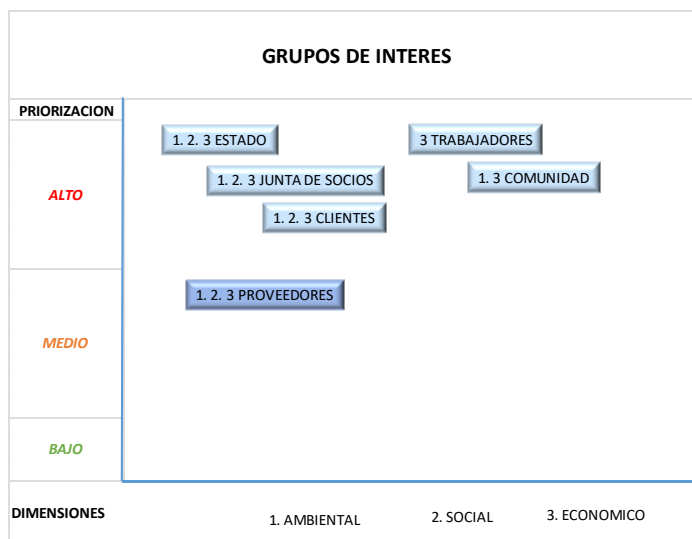 GRUPOS DE INTERES
PRIORIZACION
1. 2. 3 ESTADO
3 TRABAJADORES
ALTO
1. 2. 3 JUNTA DE SOCIOS
1. 3 COMUNIDAD
1. 2. 3 CLIENTES
1. 2. 3 PROVEEDORES
MEDIO
BAJO
DIMENSIONES
1. AMBIENTAL
2. SOCIAL
3. ECONOMICO